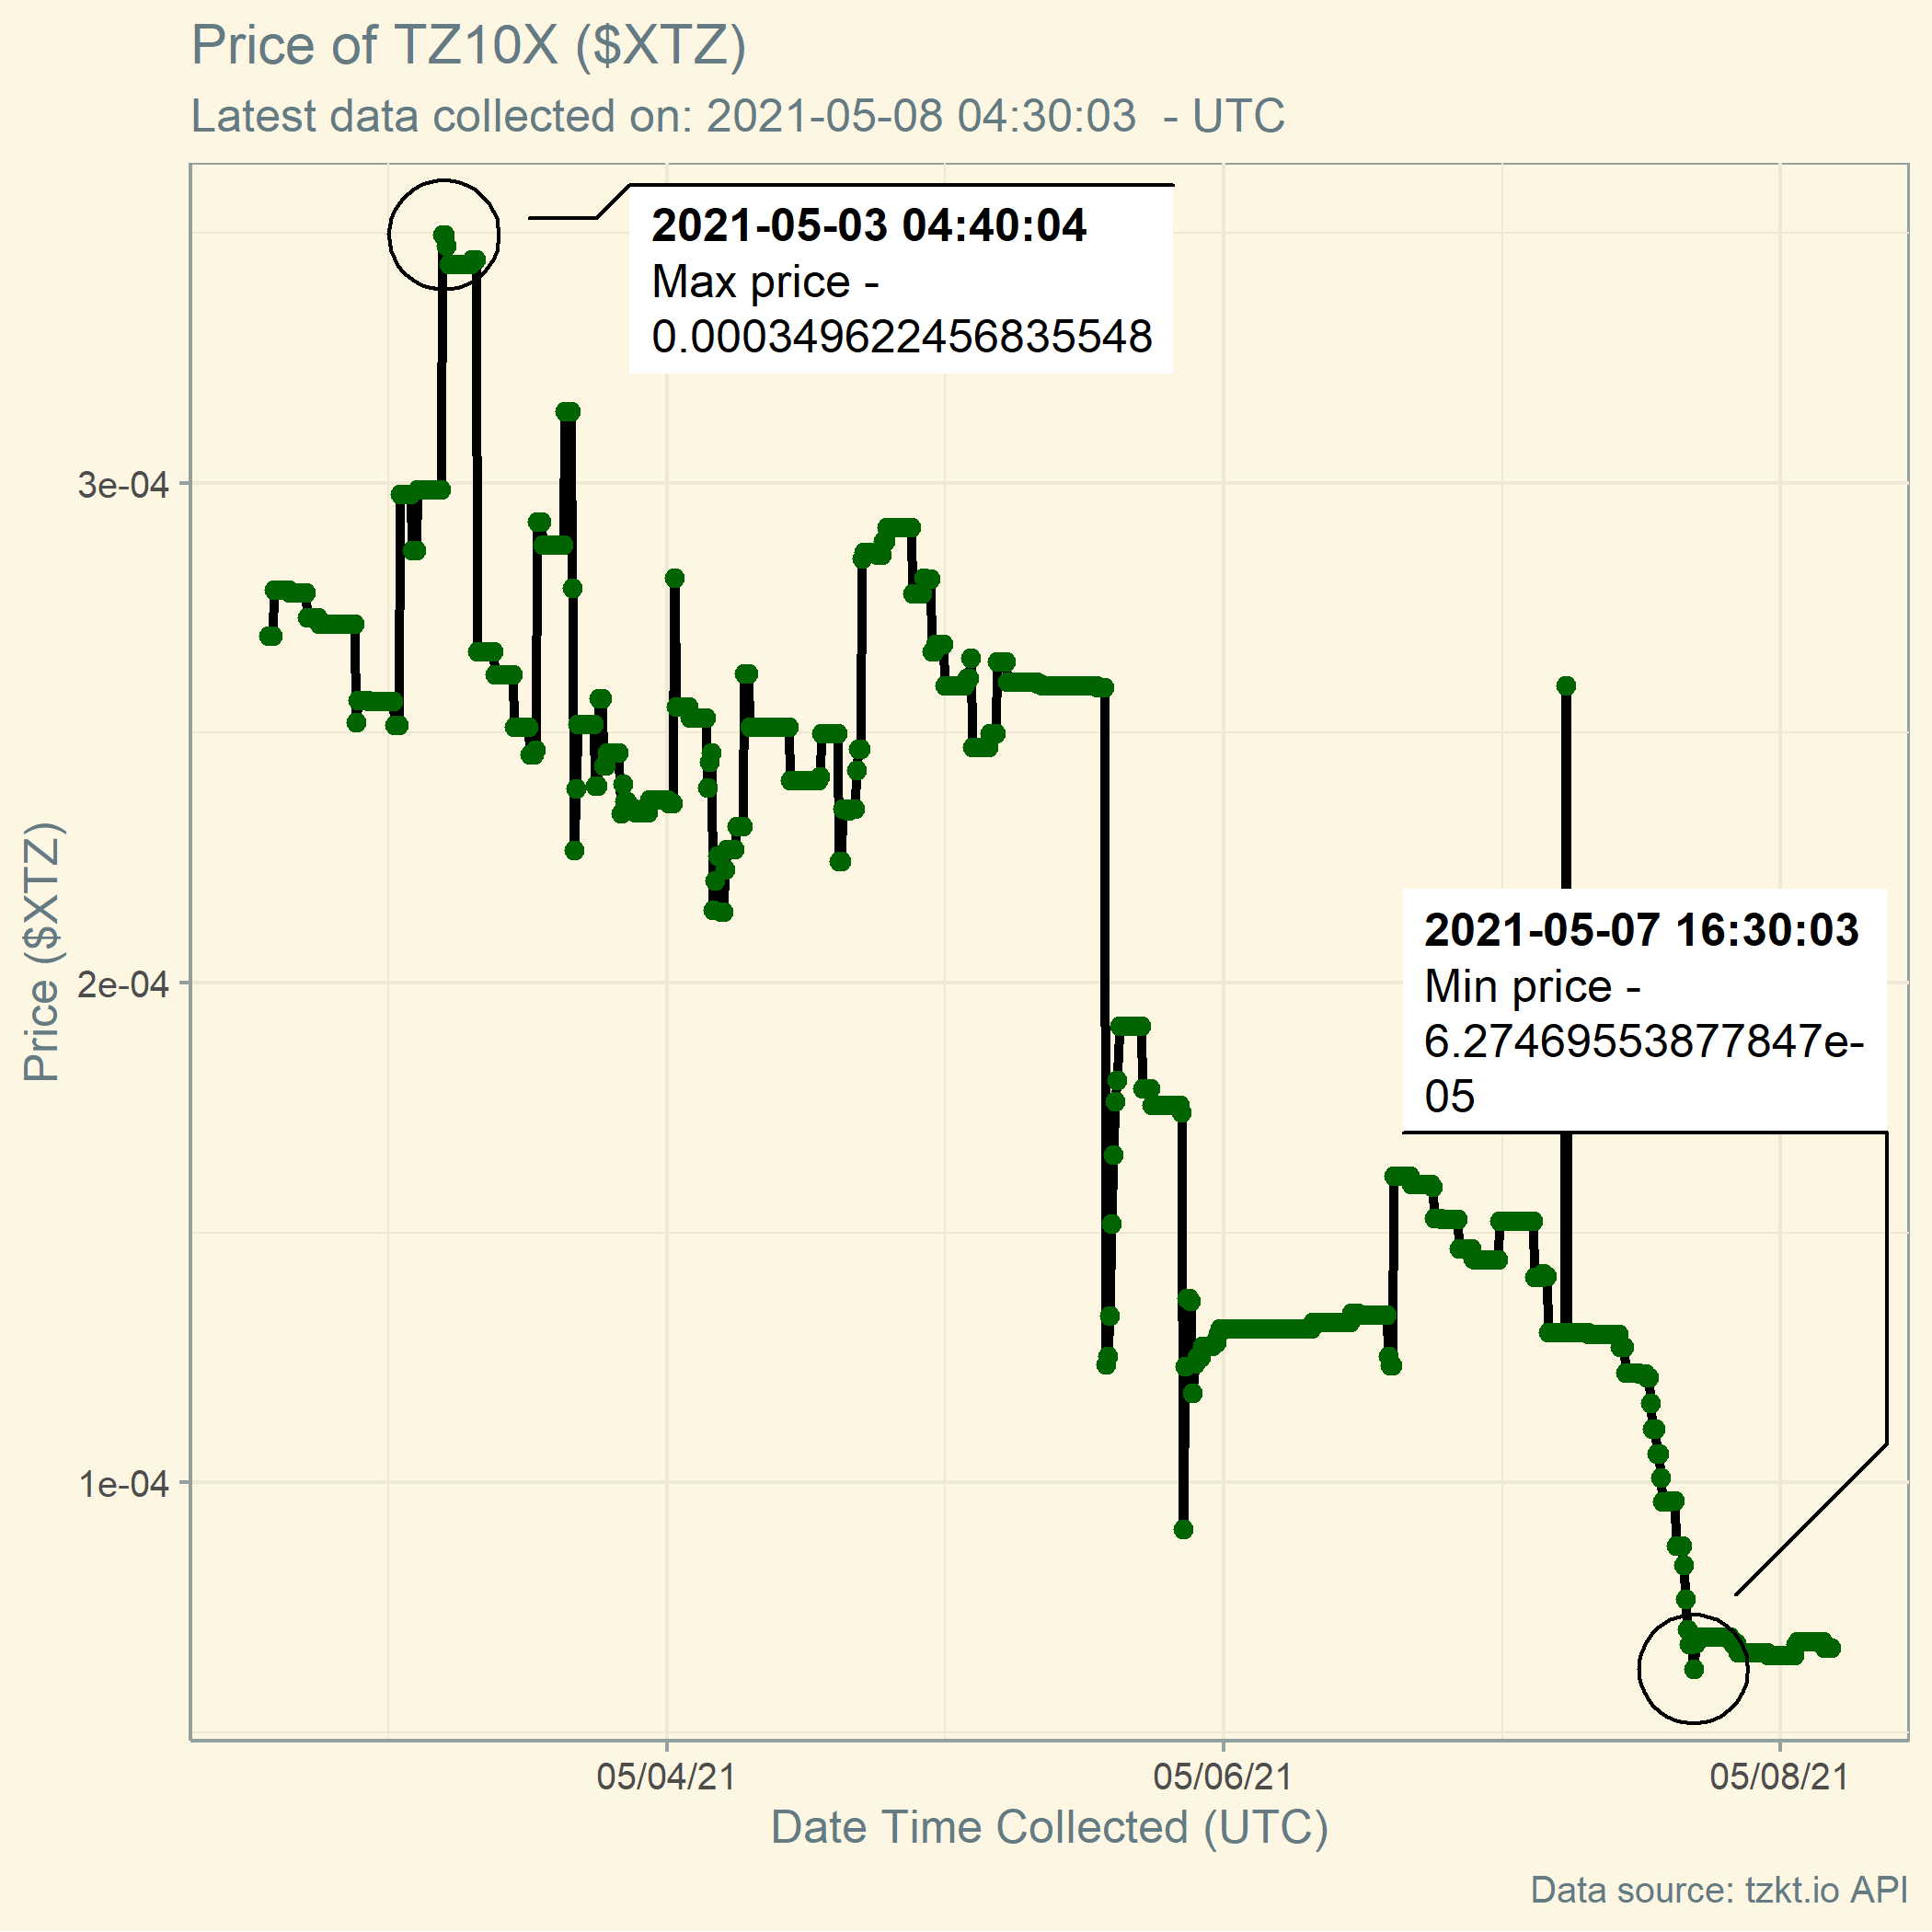 Price of TZ10X ($XTZ)
Latest data collected on: 2021-05-08 04:30:03  - UTC
2021-05-03 04:40:04
Max price -
0.000349622456835548
3e-04
2e-04
1e-04
Price ($XTZ)
2021-05-07 16:30:03
Min price -
6.27469553877847e-
05
05/04/21
05/06/21
05/08/21
Date Time Collected (UTC)
Data source: tzkt.io API